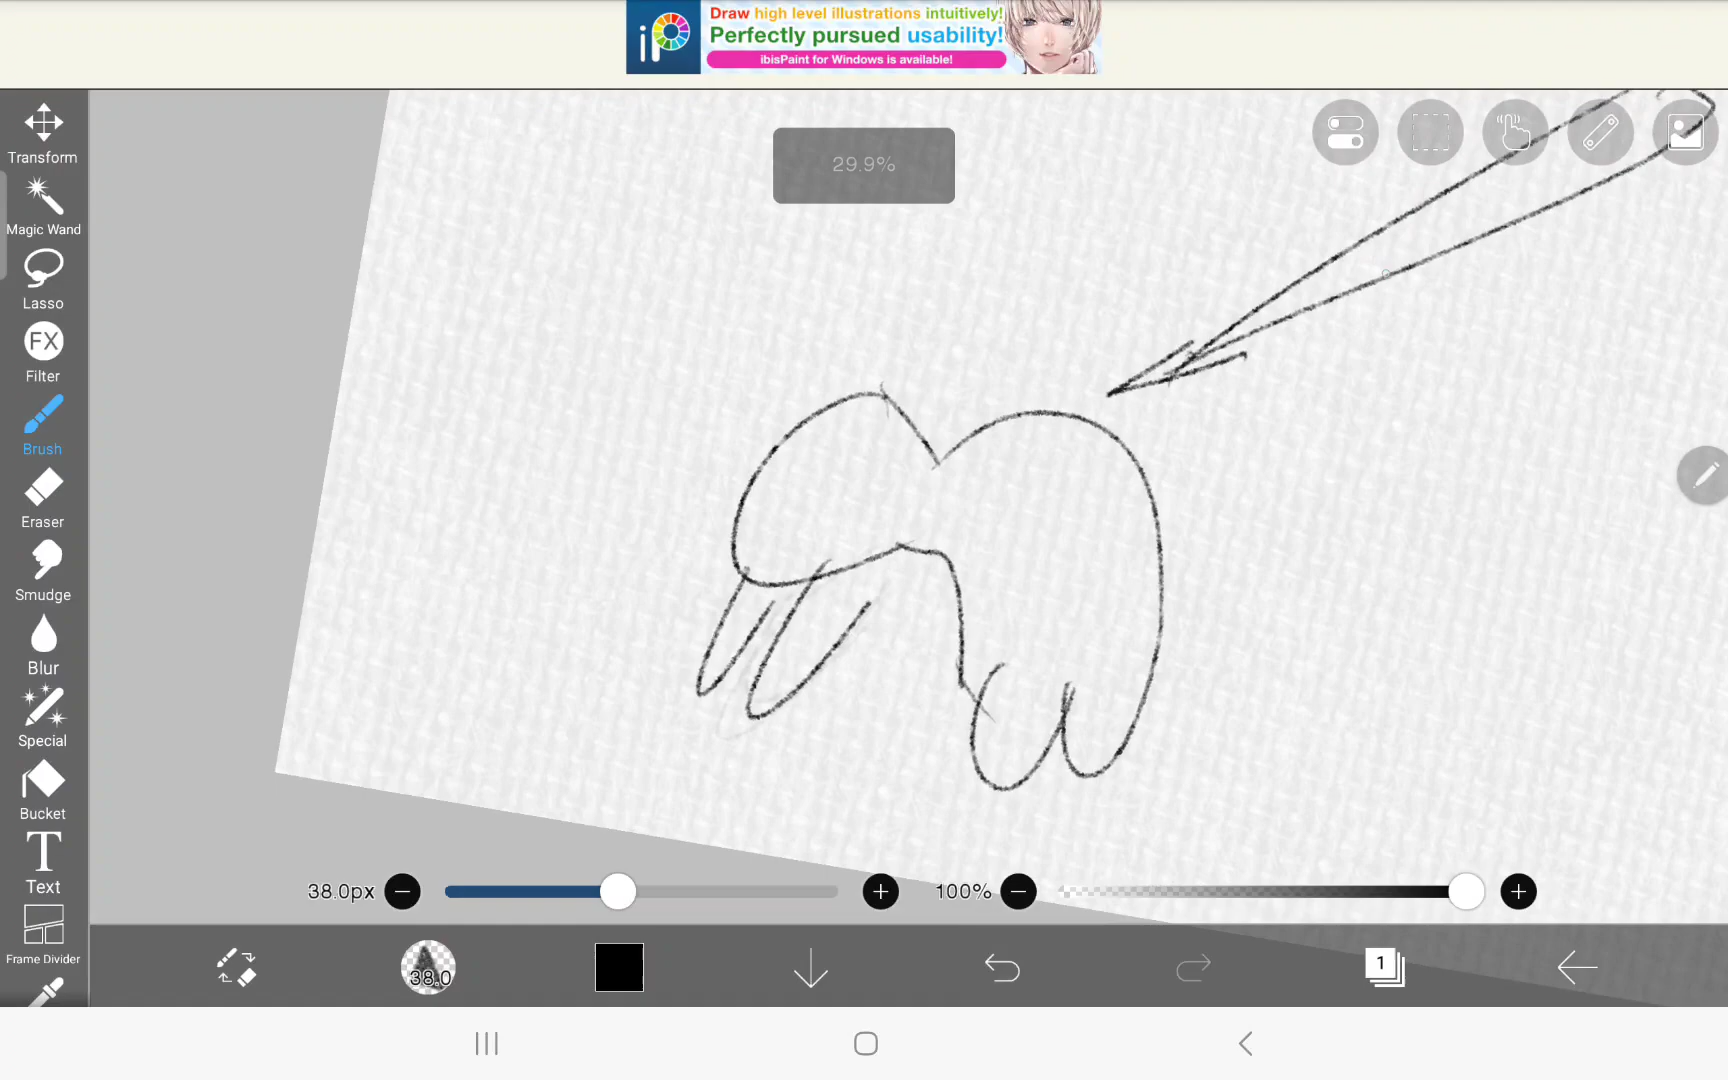 iP
Draw high level illustrations intuitively!
Perfectly pursued usability!
ibisPaint for Windows is available!
29.9%
Transform
Magic Wand
Lasso
FX
Filter
Brush
Eraser
Smudge
Blur
Special
Bucket
T
Text
Frame Divider
38.0px
100%
38.0
1